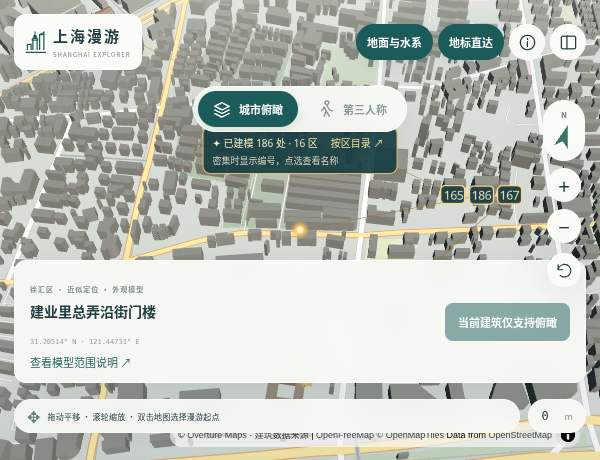 上海漫游
SHANGHAI EXPLORER
地面与水系
地标直达
城市俯瞰
第三人称
✦ 已建模 186 处 · 16 区 按区目录 ↗
密集时显示编号，点选查看名称
N
165
186
167
+
−
徐汇区 · 近似定位 · 外观模型
建业里总弄沿街门楼
31.20514° N · 121.44731° E
查看模型范围说明 ↗
当前建筑仅支持俯瞰
拖动平移 · 滚轮缩放 · 双击地图选择漫游起点
0 m
© Overture Maps · 建筑数据来源 | OpenFreeMap © OpenMapTiles Data from OpenStreetMap